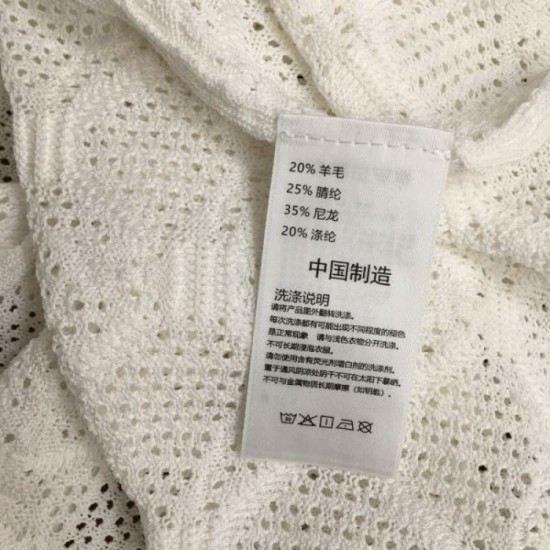 20% 羊毛
25% 腈纶
35% 尼龙
20% 涤纶
中国制造
洗涤说明
请将产品里外翻转洗涤.
每次洗涤都有可能出现不同程度的褪色
是正常现象 请与浅色衣物分开洗涤.
不可长期浸泡衣服.
请勿使用含有荧光剂增白剂的洗涤剂.
置于通风阴凉处阴干不可在太阳下暴晒.
不可与金属物质长期摩擦（如钥匙）.